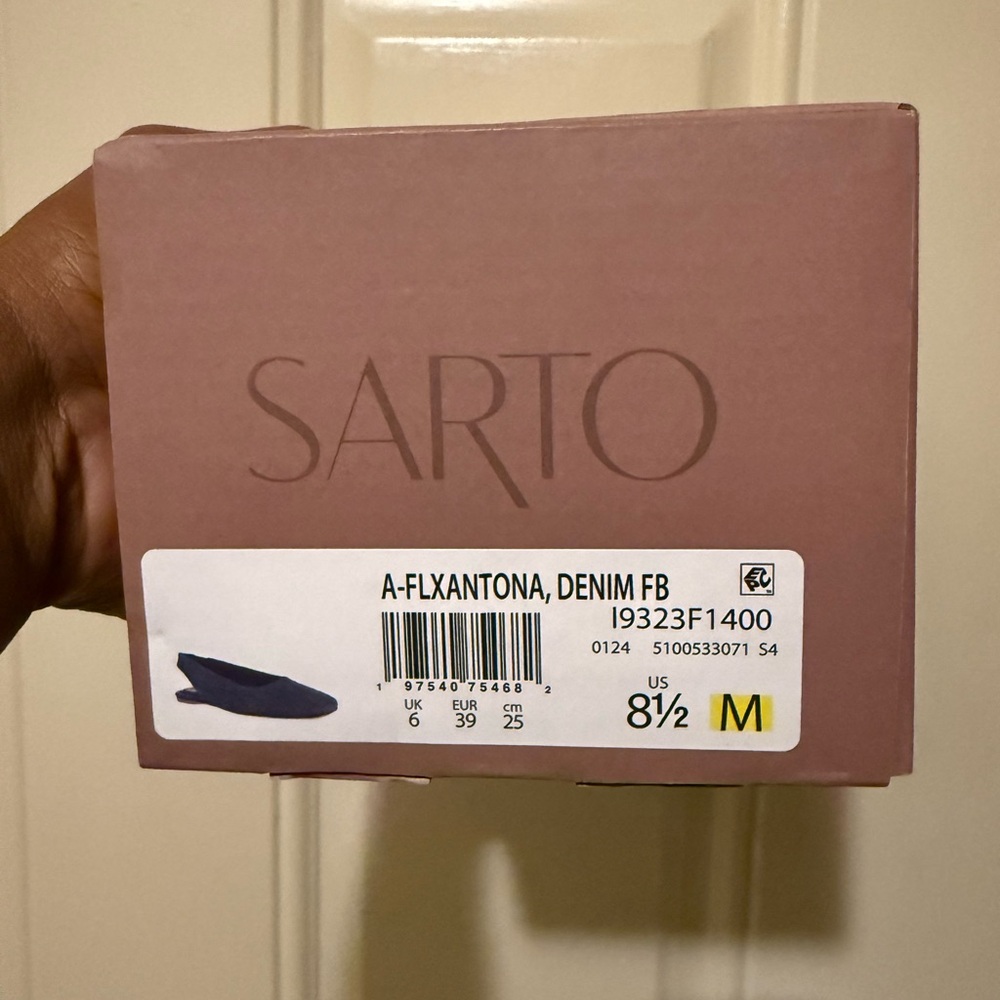 SARTO
A-FLXANTONA, DENIM FB
I9323F1400
0124 5100533071 S4
1 97540 75468 2
UK EUR cm
6 39 25
US
8½ M